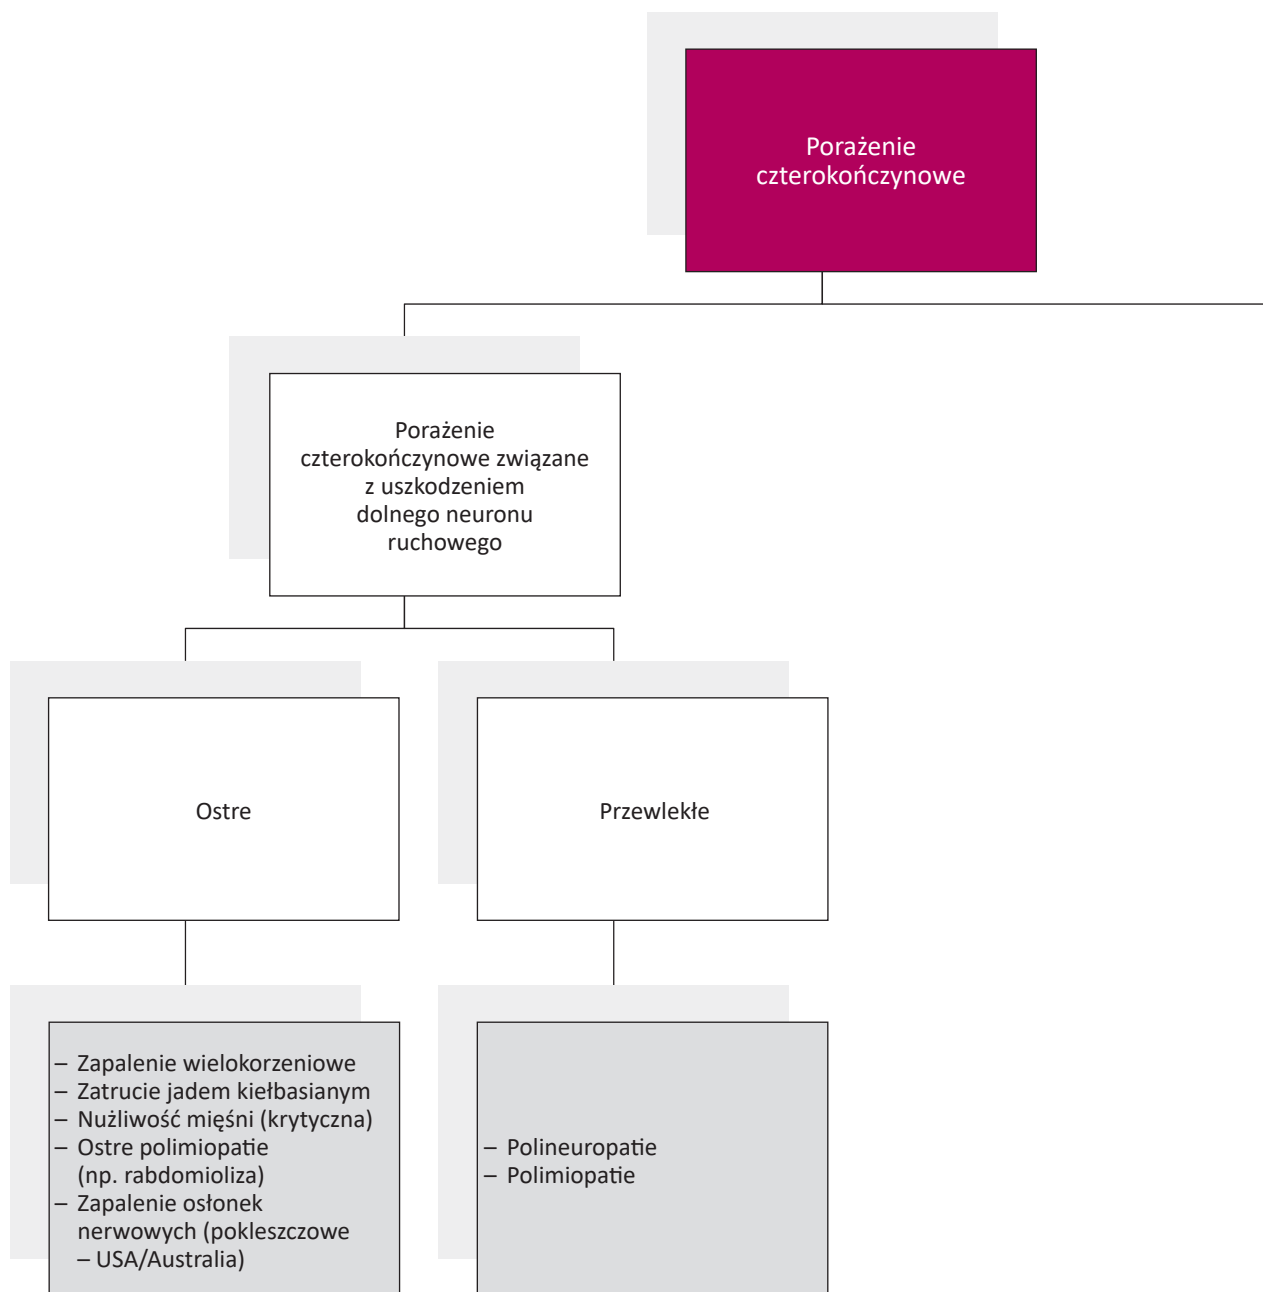 Porażenie
czterokończynowe
Porażenie
czterokończynowe związane
z uszkodzeniem
dolnego neuronu
ruchowego
Ostre
Przewlekłe
– Zapalenie wielokorzeniowe
– Zatrucie jadem kiełbasianym
– Nużliwość mięśni (krytyczna)
– Ostre polimiopatie
(np. rabdomioliza)
– Zapalenie osłonek
nerwowych (pokleszczowe
– USA/Australia)
– Polineuropatie
– Polimiopatie